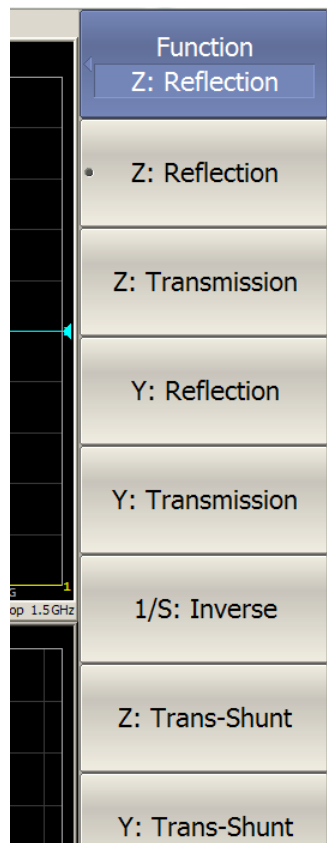 Function
Z: Reflection
Z: Reflection
Z: Transmission
Y: Reflection
Y: Transmission
1
op 1.5GHz
1/S: Inverse
Z: Trans-Shunt
Y: Trans-Shunt